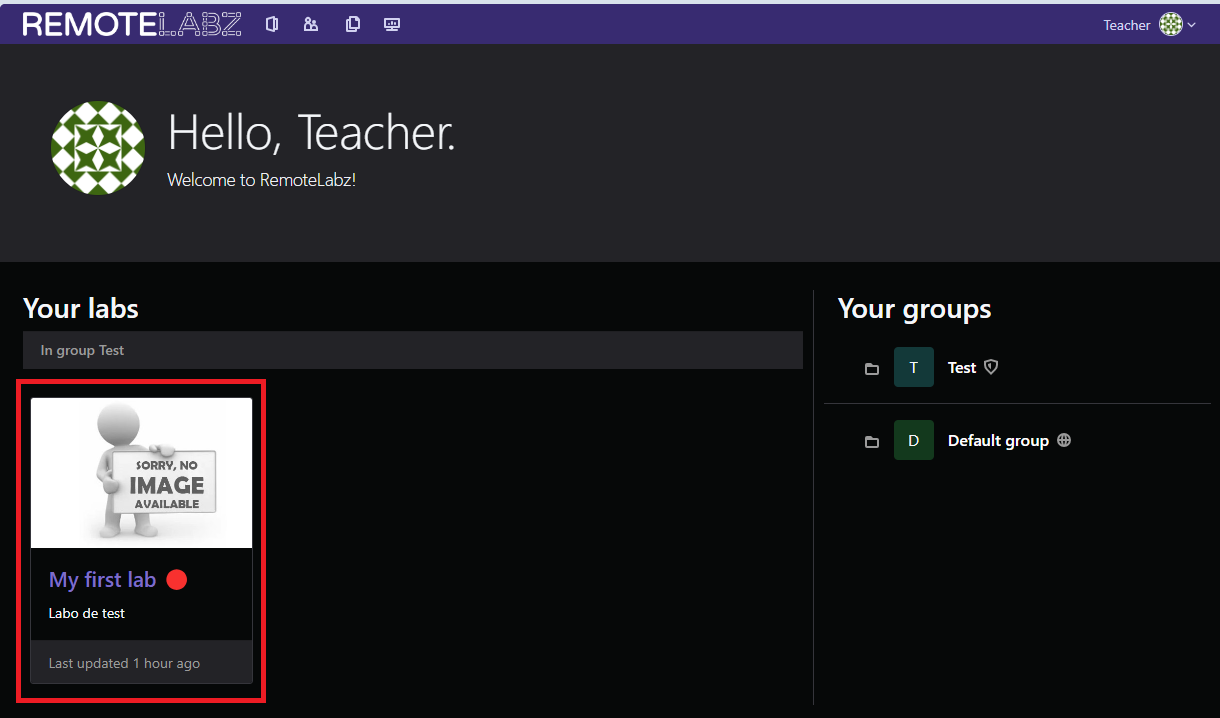 REMOTELABZ
Teacher
Hello, Teacher.
Welcome to RemoteLabz!
Your labs
In group Test
SORRY, NO
IMAGE
AVAILABLE
My first lab
Labo de test
Last updated 1 hour ago
Your groups
T Test
D Default group